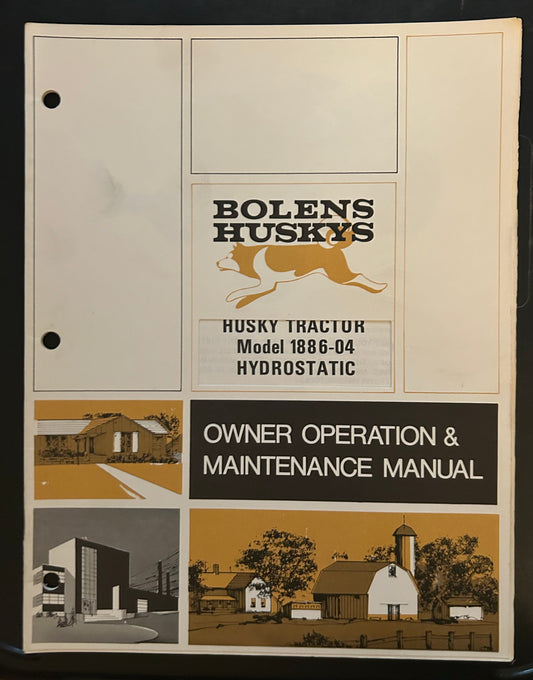 BOLENS
HUSKYS
HUSKY TRACTOR
Model 1886-04
HYDROSTATIC
OWNER OPERATION &
MAINTENANCE MANUAL